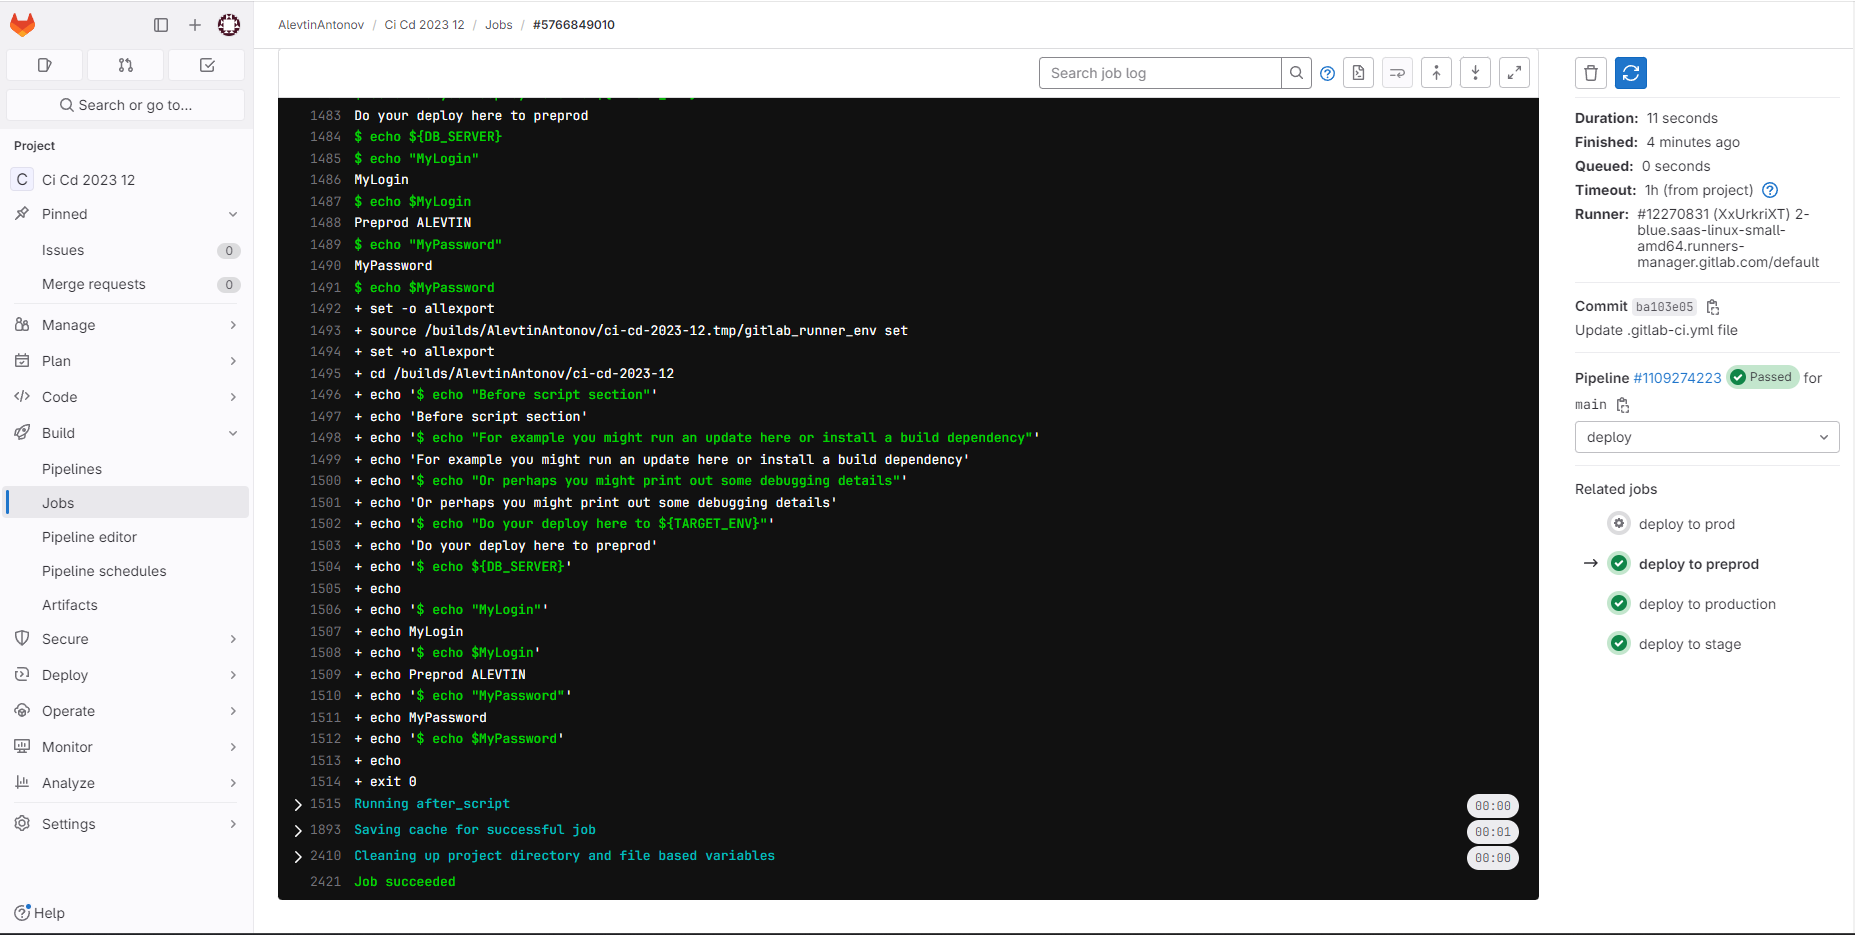 AlevtinAntonov / Ci Cd 2023 12 / Jobs / #5766849010
Search or go to...
Project
C Ci Cd 2023 12
Pinned
Issues 0
Merge requests 0
Manage
Plan
Code
Build
Pipelines
Jobs
Pipeline editor
Pipeline schedules
Artifacts
Secure
Deploy
Operate
Monitor
Analyze
Settings
Help
Search job log
1483 Do your deploy here to preprod
1484 $ echo ${DB_SERVER}
1485 $ echo "MyLogin"
1486 MyLogin
1487 $ echo $MyLogin
1488 Preprod ALEVTIN
1489 $ echo "MyPassword"
1490 MyPassword
1491 $ echo $MyPassword
1492 + set -o allexport
1493 + source /builds/AlevtinAntonov/ci-cd-2023-12.tmp/gitlab_runner_env set
1494 + set +o allexport
1495 + cd /builds/AlevtinAntonov/ci-cd-2023-12
1496 + echo '$ echo "Before script section"'
1497 + echo 'Before script section'
1498 + echo '$ echo "For example you might run an update here or install a build dependency"'
1499 + echo 'For example you might run an update here or install a build dependency'
1500 + echo '$ echo "Or perhaps you might print out some debugging details"'
1501 + echo 'Or perhaps you might print out some debugging details'
1502 + echo '$ echo "Do your deploy here to ${TARGET_ENV}"'
1503 + echo 'Do your deploy here to preprod'
1504 + echo '$ echo ${DB_SERVER}'
1505 + echo
1506 + echo '$ echo "MyLogin"'
1507 + echo MyLogin
1508 + echo '$ echo $MyLogin'
1509 + echo Preprod ALEVTIN
1510 + echo '$ echo "MyPassword"'
1511 + echo MyPassword
1512 + echo '$ echo $MyPassword'
1513 + echo
1514 + exit 0
1515 Running after_script 00:00
1893 Saving cache for successful job 00:01
2410 Cleaning up project directory and file based variables 00:00
2421 Job succeeded
Duration: 11 seconds
Finished: 4 minutes ago
Queued: 0 seconds
Timeout: 1h (from project)
Runner: #12270831 (XxUrkriXT) 2-
blue.saas-linux-small-
amd64.runners-
manager.gitlab.com/default
Commit ba103e05
Update .gitlab-ci.yml file
Pipeline #1109274223 Passed for
main
deploy
Related jobs
deploy to prod
→ deploy to preprod
deploy to production
deploy to stage